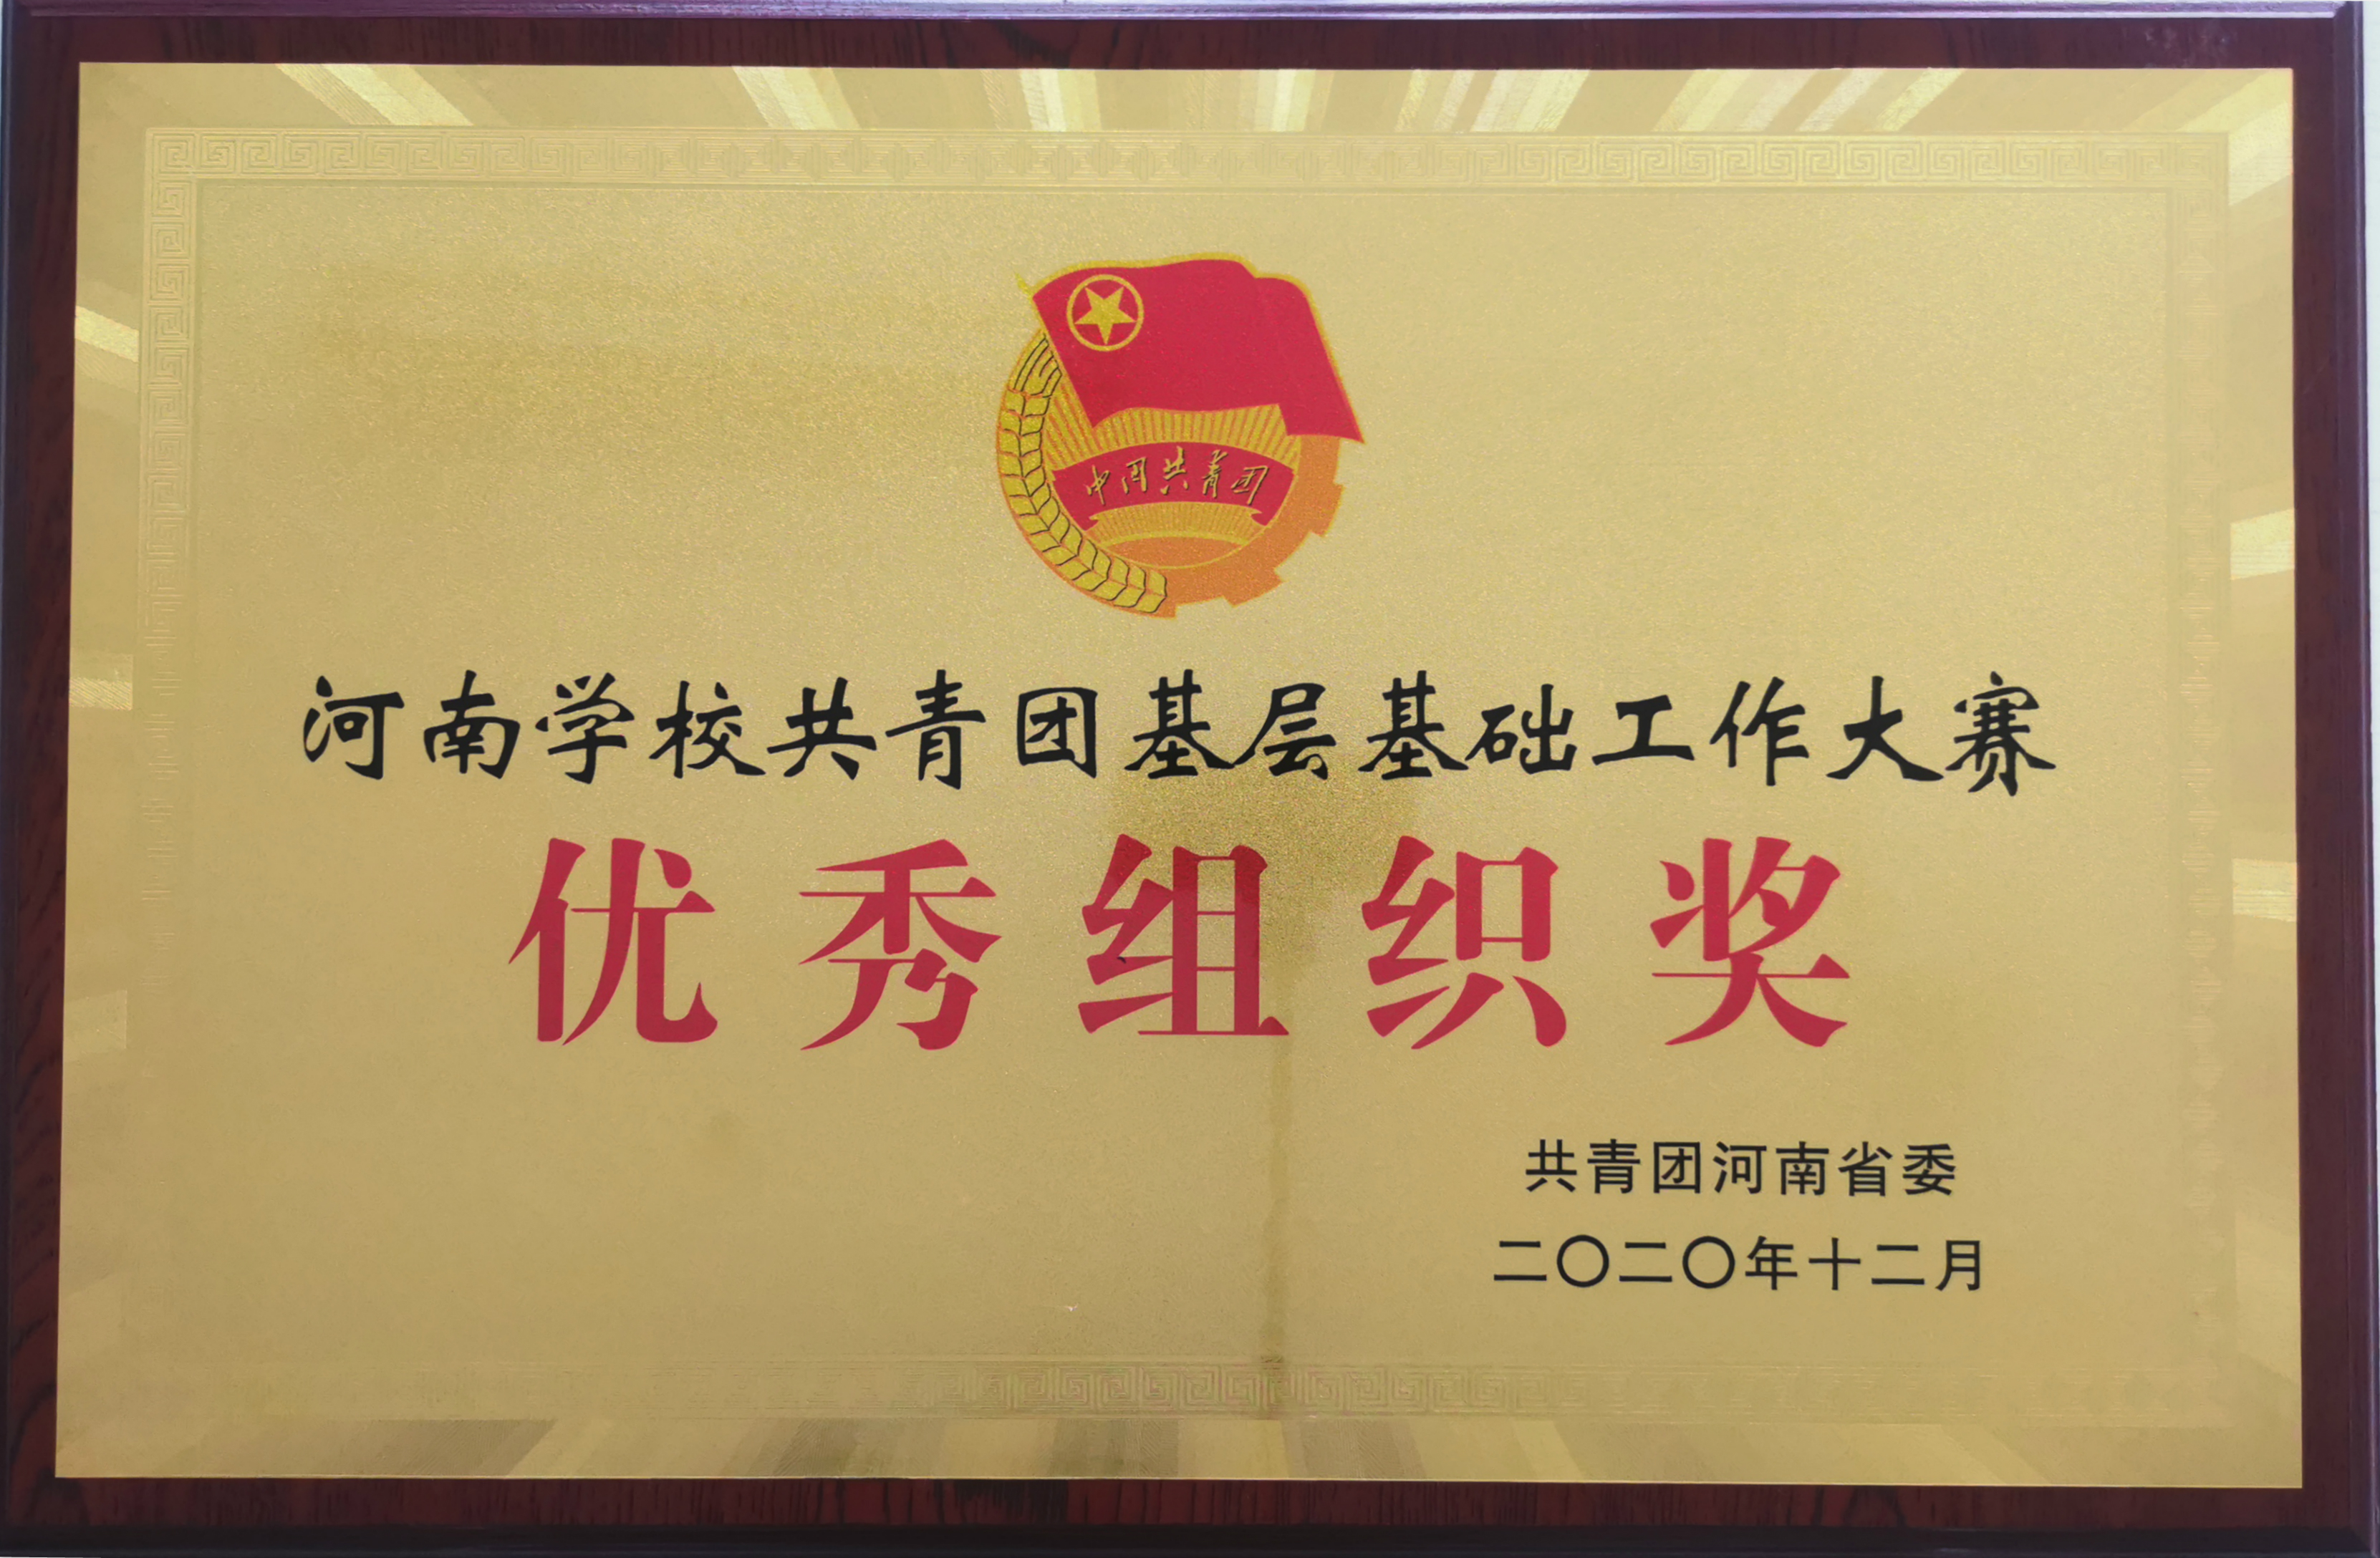 中国共青团
河南学校共青团基层基础工作大赛
优秀组织奖
共青团河南省委
二〇二〇年十二月